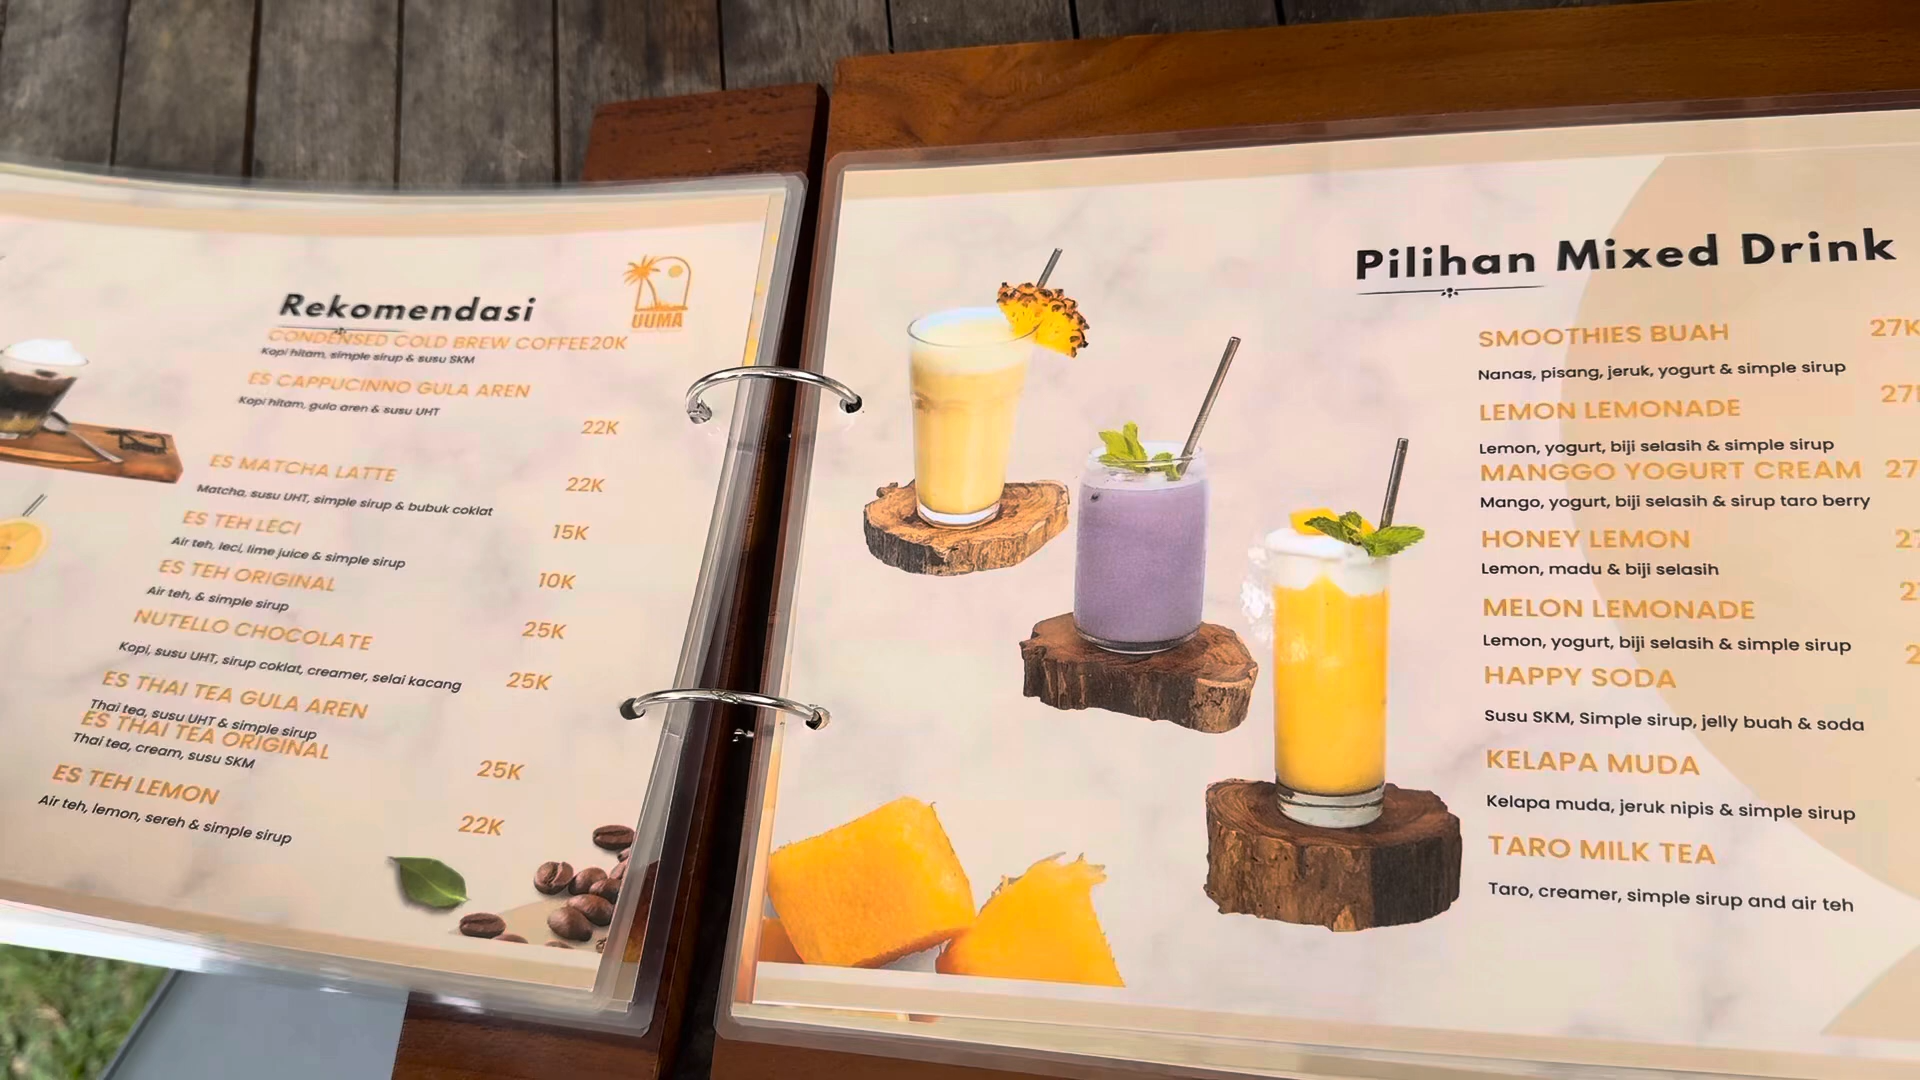 Rekomendasi
UUMA
CONDENSED COLD BREW COFFEE20K
Kopi hitam, simple sirup & susu SKM
ES CAPPUCINNO GULA AREN
Kopi hitam, gula aren & susu UHT
22K
ES MATCHA LATTE
22K
Matcha, susu UHT, simple sirup & bubuk coklat
ES TEH LECI
15K
Air teh, leci, lime juice & simple sirup
ES TEH ORIGINAL
10K
Air teh, & simple sirup
NUTELLO CHOCOLATE
25K
Kopi, susu UHT, sirup coklat, creamer, selai kacang
ES THAI TEA GULA AREN
25K
Thai tea, susu UHT & simple sirup
ES THAI TEA ORIGINAL
Thai tea, cream, susu SKM
25K
ES TEH LEMON
Air teh, lemon, sereh & simple sirup
22K
Pilihan Mixed Drink
SMOOTHIES BUAH 27K
Nanas, pisang, jeruk, yogurt & simple sirup
LEMON LEMONADE 27
Lemon, yogurt, biji selasih & simple sirup
MANGGO YOGURT CREAM 27
Mango, yogurt, biji selasih & sirup taro berry
HONEY LEMON
Lemon, madu & biji selasih
MELON LEMONADE
Lemon, yogurt, biji selasih & simple sirup
HAPPY SODA
Susu SKM, Simple sirup, jelly buah & soda
KELAPA MUDA
Kelapa muda, jeruk nipis & simple sirup
TARO MILK TEA
Taro, creamer, simple sirup and air teh